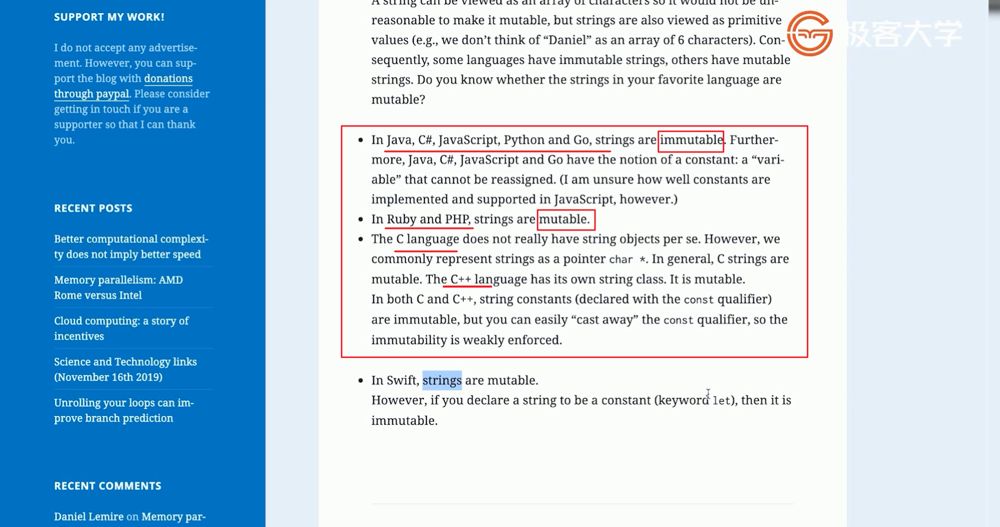 SUPPORT MY WORK!
I do not accept any advertise-
ment. However, you can sup-
port the blog with donations
through paypal. Please consider
getting in touch if you are a
supporter so that I can thank
you.
RECENT POSTS
Better computational complexi-
ty does not imply better speed
Memory parallelism: AMD
Rome versus Intel
Cloud computing: a story of
incentives
Science and Technology links
(November 16th 2019)
Unrolling your loops can im-
prove branch prediction
RECENT COMMENTS
Daniel Lemire on Memory par-
A string can be viewed as an array of characters so it would not be un-
reasonable to make it mutable, but strings are also viewed as primitive
values (e.g., we don’t think of “Daniel” as an array of 6 characters). Con-
sequently, some languages have immutable strings, others have mutable
strings. Do you know whether the strings in your favorite language are
mutable?
In Java, C#, JavaScript, Python and Go, strings are immutable. Further-
more, Java, C#, JavaScript and Go have the notion of a constant: a “vari-
able” that cannot be reassigned. (I am unsure how well constants are
implemented and supported in JavaScript, however.)
In Ruby and PHP, strings are mutable.
The C language does not really have string objects per se. However, we
commonly represent strings as a pointer char *. In general, C strings are
mutable. The C++ language has its own string class. It is mutable.
In both C and C++, string constants (declared with the const qualifier)
are immutable, but you can easily “cast away” the const qualifier, so the
immutability is weakly enforced.
In Swift, strings are mutable.
However, if you declare a string to be a constant (keyword let), then it is
immutable.
极客大学